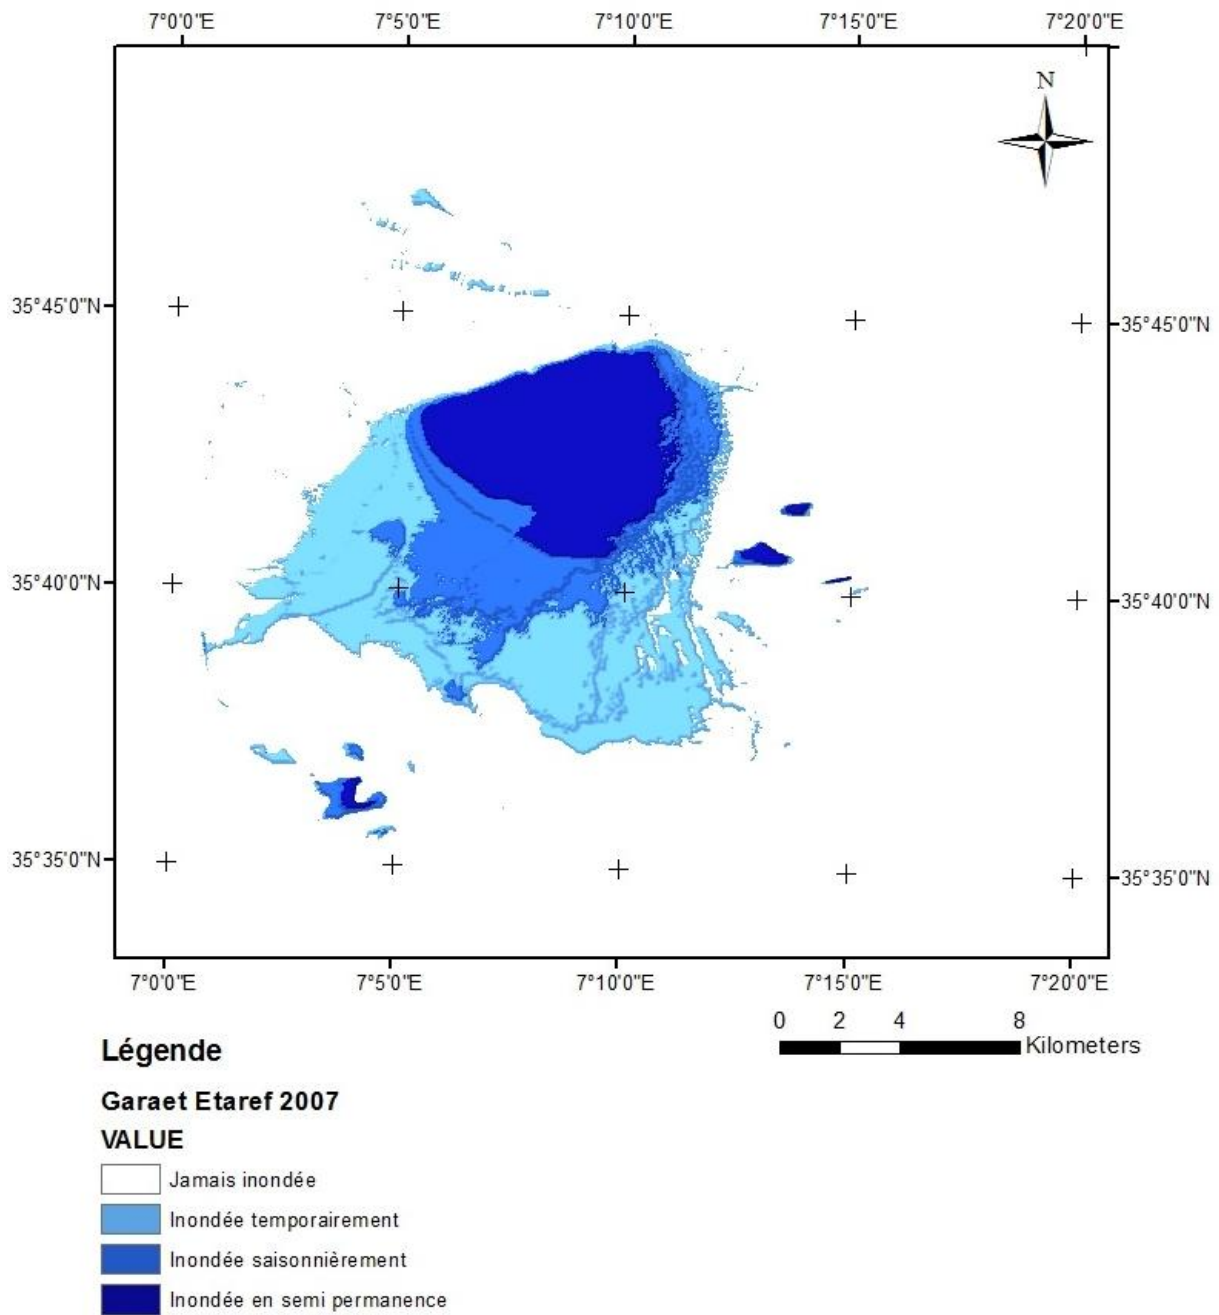 7°0'0"E 7°5'0"E 7°10'0"E 7°15'0"E 7°20'0"E
N
35°45'0"N
35°45'0"N
35°40'0"N
35°40'0"N
35°35'0"N
35°35'0"N
7°0'0"E 7°5'0"E 7°10'0"E 7°15'0"E 7°20'0"E
0 2 4 8
Kilometers
Légende
Garaet Etaref 2007
VALUE
Jamais inondée
Inondée temporairement
Inondée saisonnièrement
Inondée en semi permanence